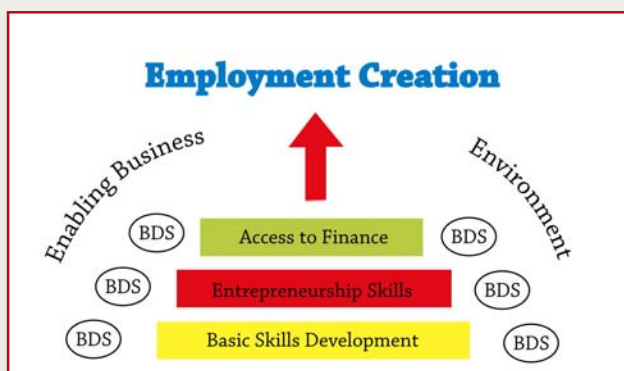 Employment Creation
Enabling Business Environment
BDS Access to Finance BDS
BDS Entrepreneurship Skills BDS
BDS Basic Skills Development BDS